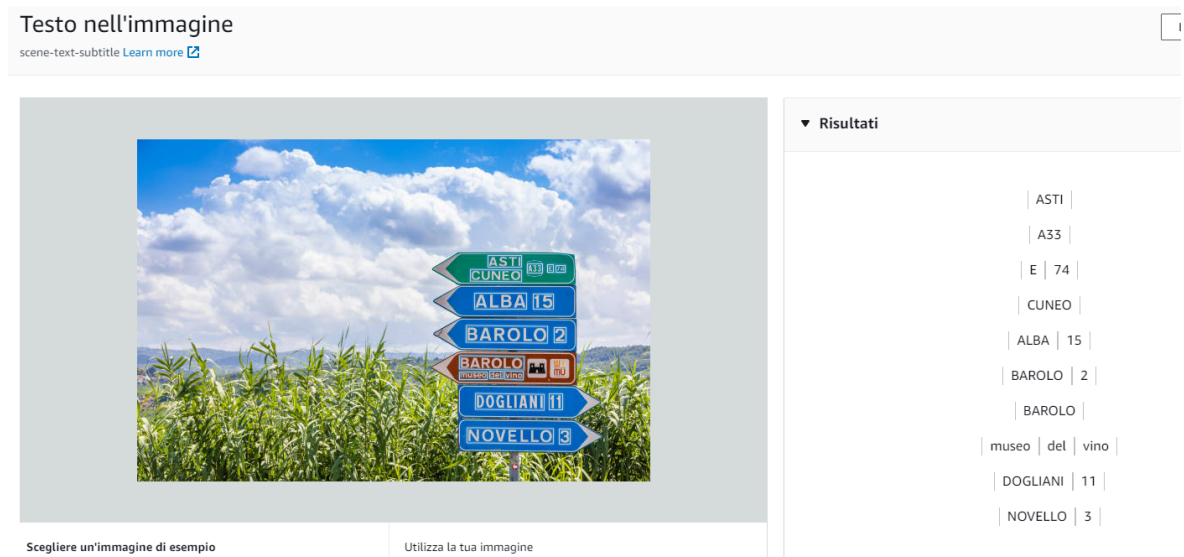 Testo nell'immagine
scene-text-subtitle Learn more
ASTI
A33 E 74
CUNEO
ALBA 15
BAROLO 2
BAROLO
museo del vino
MÜ
DOGLIANI 11
NOVELLO 3
Scegliere un'immagine di esempio
Utilizza la tua immagine
Risultati
ASTI
A33
E 74
CUNEO
ALBA 15
BAROLO 2
BAROLO
museo del vino
DOGLIANI 11
NOVELLO 3